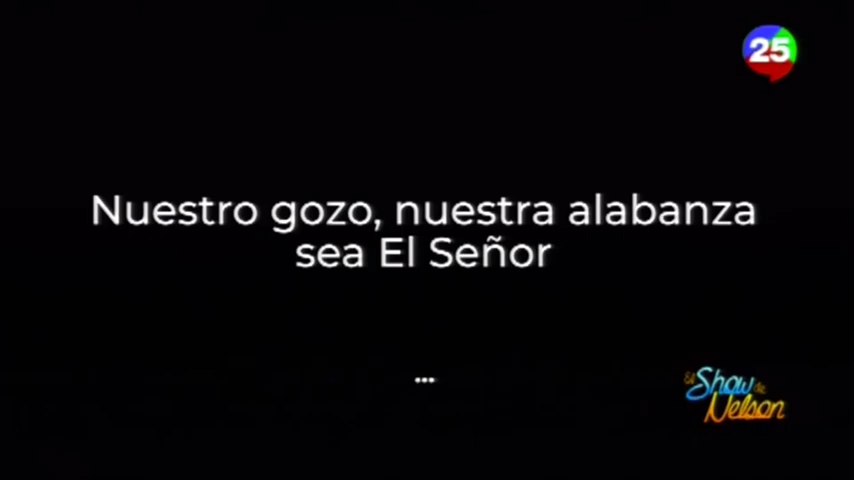 25
Nuestro gozo, nuestra alabanza
sea El Señor
...
El Show de
Nelson